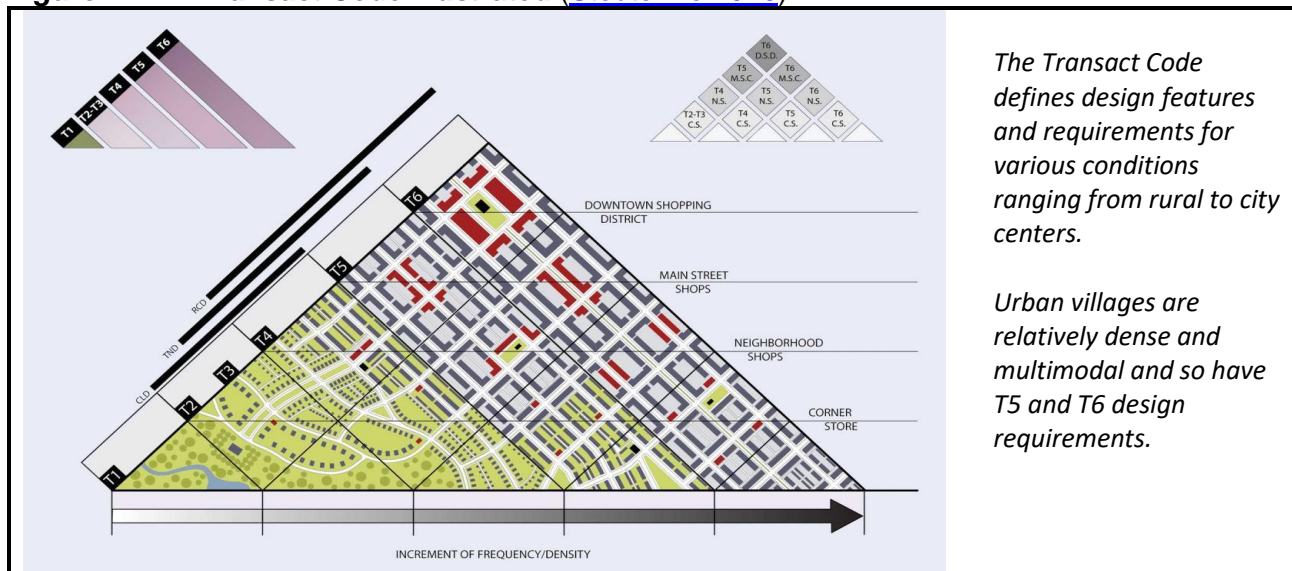 T6
T5
T4
T2-T3
T1
T6
D.S.D.
T5
M.S.C.
T6
M.S.C.
T4
N.S.
T5
N.S.
T6
N.S.
T2-T3
C.S.
T4
C.S.
T5
C.S.
T6
C.S.
RCD
TND
CLD
T6
T5
T4
T3
T2
T1
DOWNTOWN SHOPPING
DISTRICT
MAIN STREET
SHOPS
NEIGHBORHOOD
SHOPS
CORNER
STORE
INCREMENT OF FREQUENCY/DENSITY
The Transact Code
defines design features
and requirements for
various conditions
ranging from rural to city
centers.
Urban villages are
relatively dense and
multimodal and so have
T5 and T6 design
requirements.